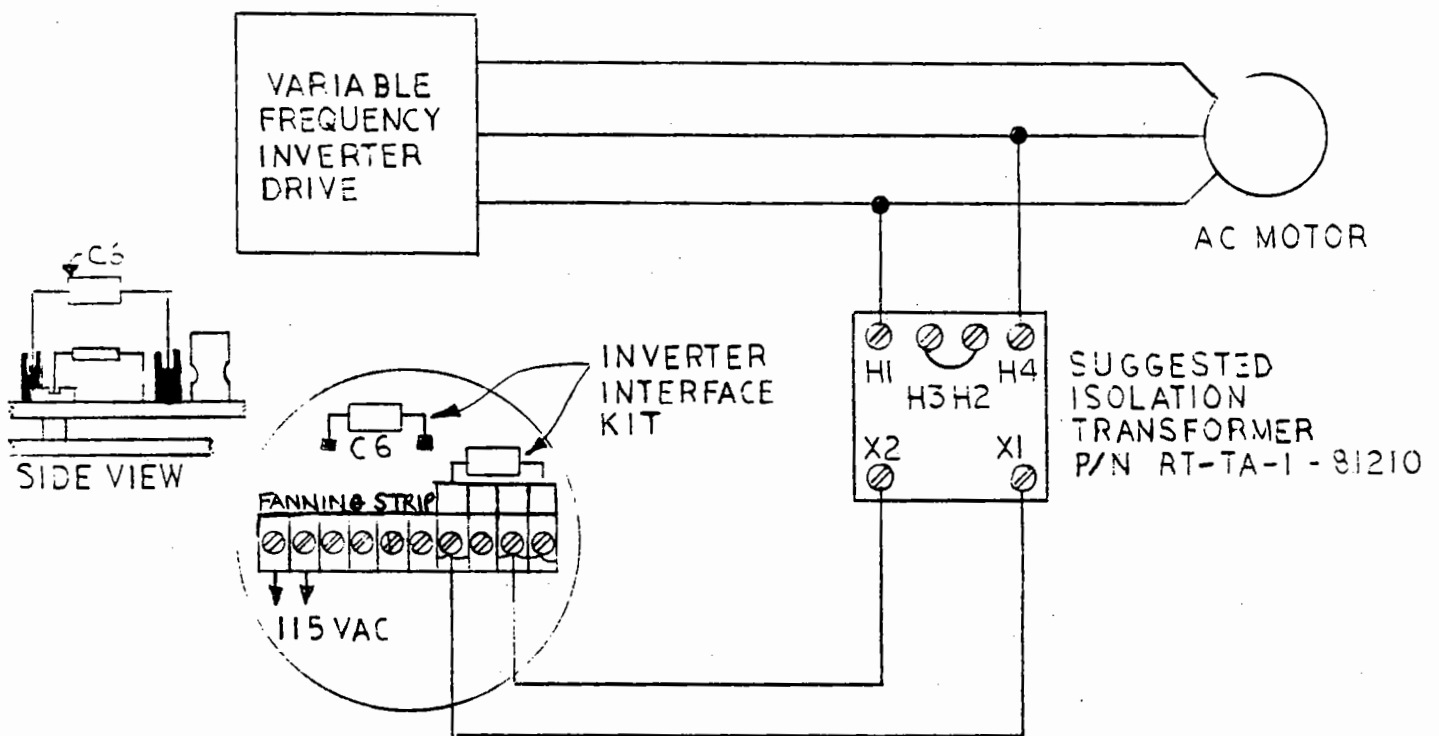 VARIABLE
FREQUENCY
INVERTER
DRIVE
AC MOTOR
C6
SIDE VIEW
INVERTER
INTERFACE
KIT
C6
FANNING STRIP
115 VAC
H1
H3 H2
H4
X2
X1
SUGGESTED
ISOLATION
TRANSFORMER
P/N RT-TA-1-81210